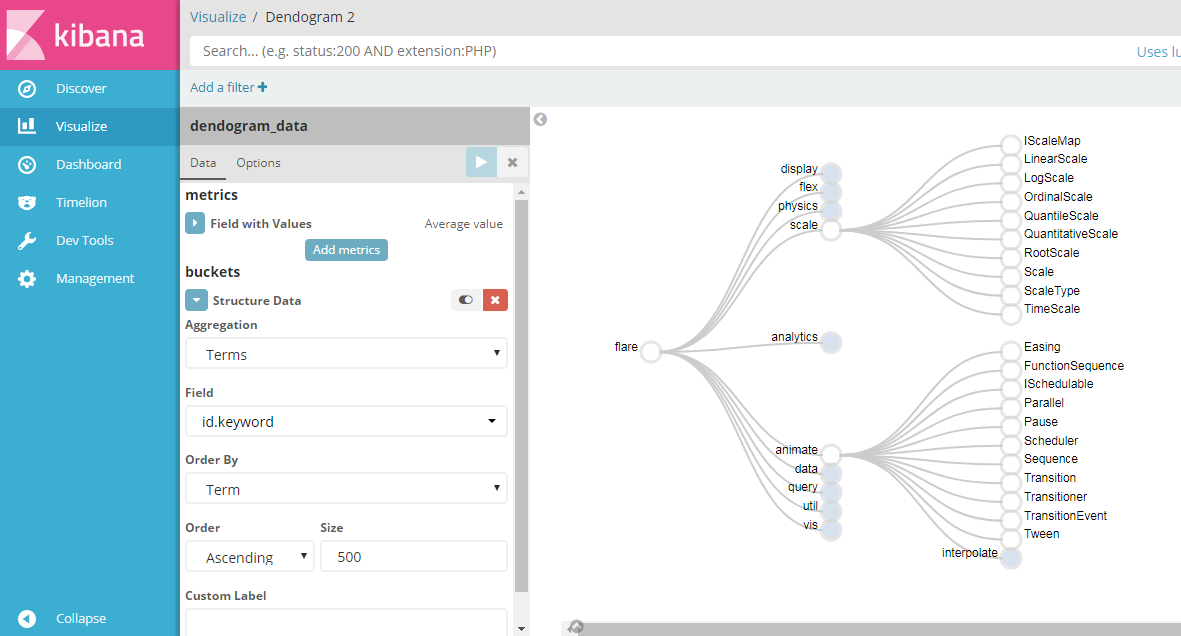 kibana
Discover
Visualize
Dashboard
Timelion
Dev Tools
Management
Collapse
Visualize / Dendogram 2
Search... (e.g. status:200 AND extension:PHP)
Uses lu
Add a filter +
dendogram_data
Data Options
metrics
Field with Values Average value
Add metrics
buckets
Structure Data
Aggregation
Terms
Field
id.keyword
Order By
Term
Order Size
Ascending 500
Custom Label
flare
display
flex
physics
scale
analytics
animate
data
query
util
vis
IScaleMap
LinearScale
LogScale
OrdinalScale
QuantileScale
QuantitativeScale
RootScale
Scale
ScaleType
TimeScale
Easing
FunctionSequence
ISchedulable
Parallel
Pause
Scheduler
Sequence
Transition
Transitioner
TransitionEvent
Tween
interpolate